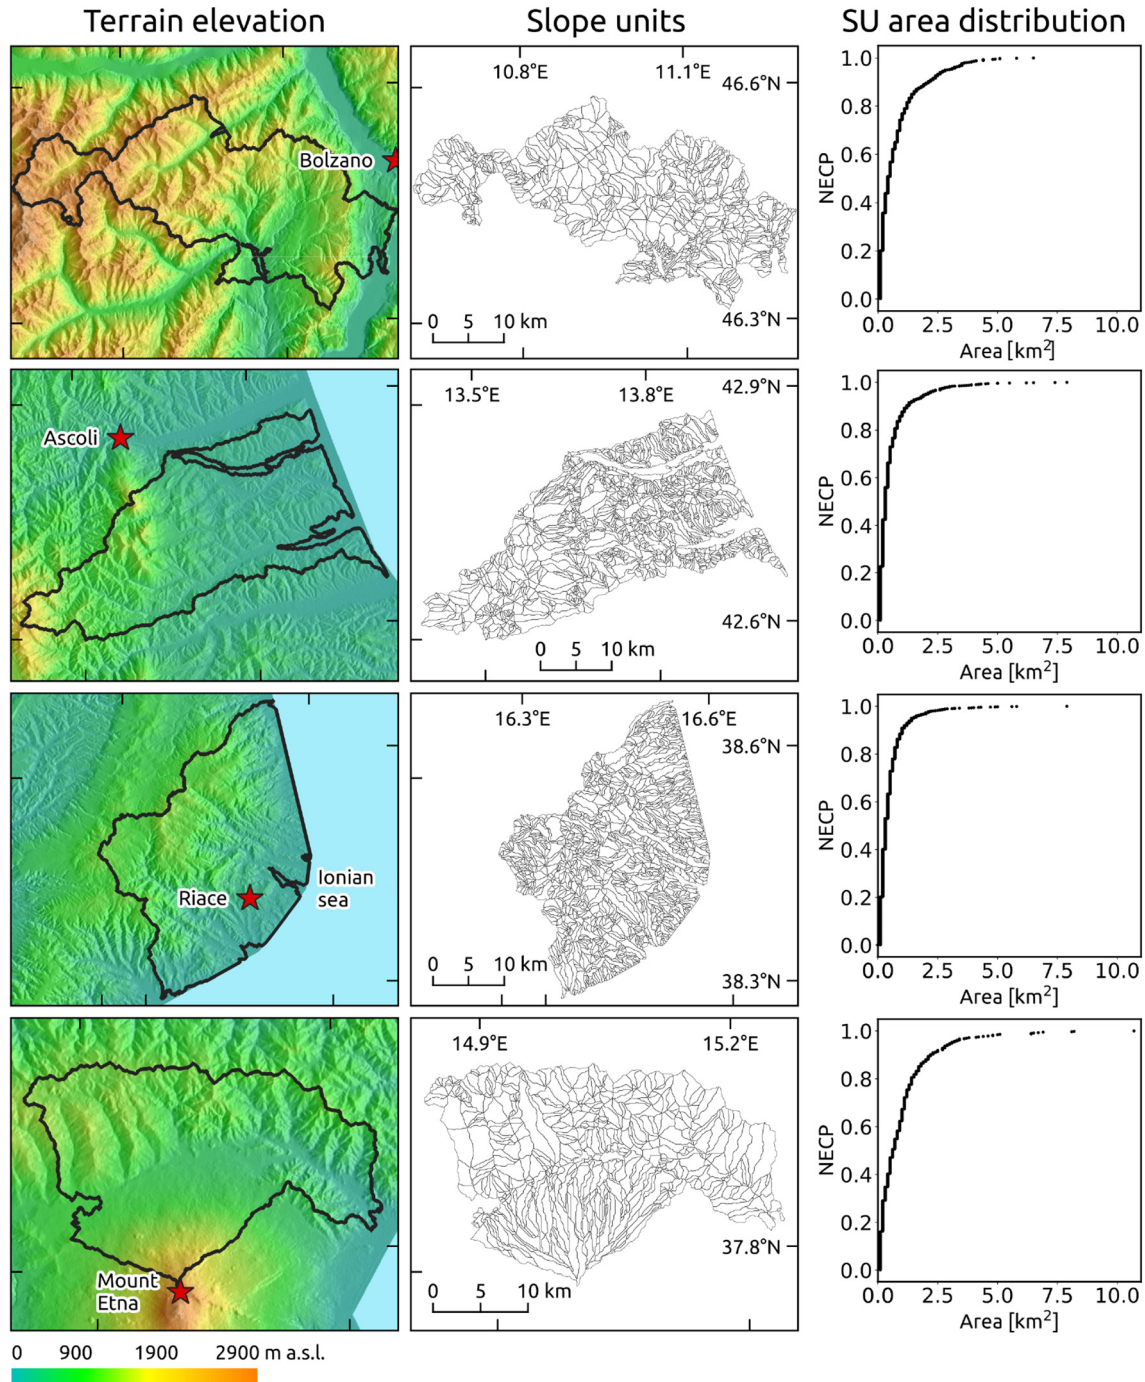 Terrain elevation
Slope units
SU area distribution
Bolzano
10.8°E
11.1°E
46.6°N
46.3°N
0 5 10 km
NECP
1.0
0.8
0.6
0.4
0.2
0.0
0.0 2.5 5.0 7.5 10.0
Area [km²]
Ascoli
13.5°E
13.8°E
42.9°N
42.6°N
0 5 10 km
NECP
1.0
0.8
0.6
0.4
0.2
0.0
0.0 2.5 5.0 7.5 10.0
Area [km²]
Riace
Ionian
sea
16.3°E
16.6°E
38.6°N
38.3°N
0 5 10 km
NECP
1.0
0.8
0.6
0.4
0.2
0.0
0.0 2.5 5.0 7.5 10.0
Area [km²]
Mount
Etna
14.9°E
15.2°E
37.8°N
0 5 10 km
NECP
1.0
0.8
0.6
0.4
0.2
0.0
0.0 2.5 5.0 7.5 10.0
Area [km²]
0 900 1900 2900 m a.s.l.